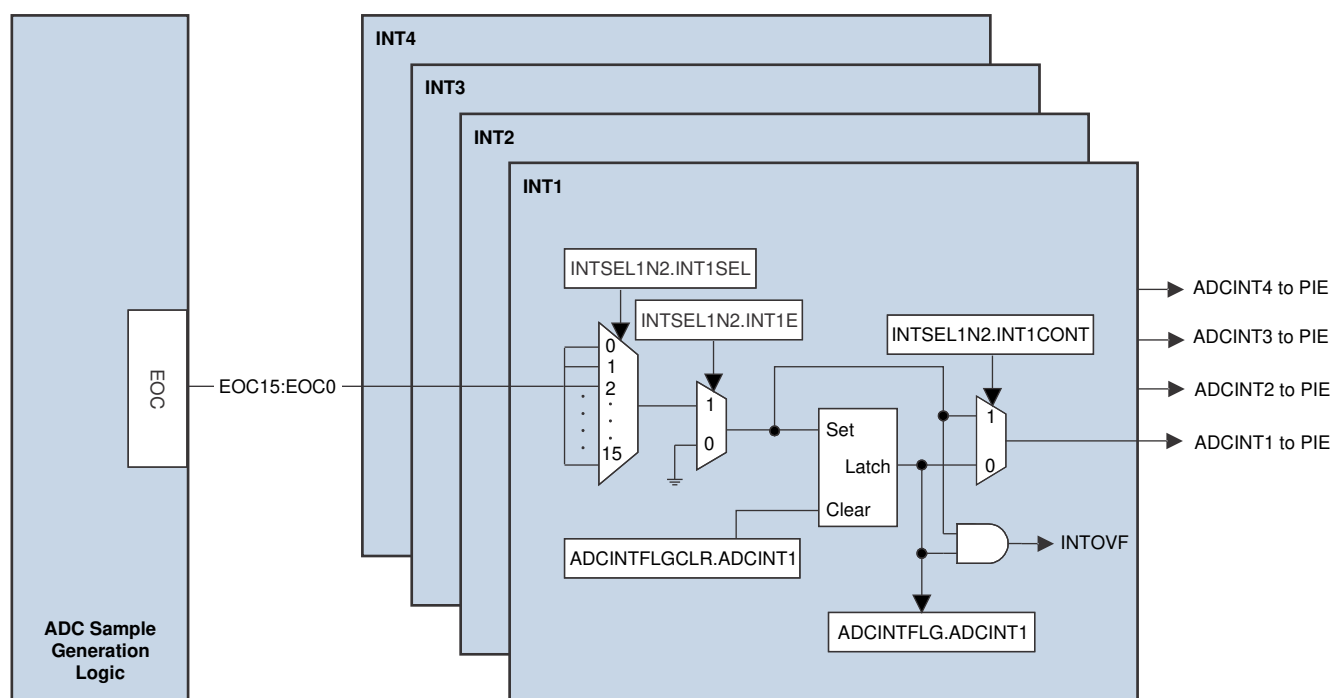 INT4
INT3
INT2
INT1
INTSEL1N2.INT1SEL
INTSEL1N2.INT1E
INTSEL1N2.INT1CONT
0
1
2
15
1
0
Set
Latch
Clear
1
0
EOC
EOC15:EOC0
ADCINT4 to PIE
ADCINT3 to PIE
ADCINT2 to PIE
ADCINT1 to PIE
INTOVF
ADCINTFLGCLR.ADCINT1
ADCINTFLG.ADCINT1
ADC Sample
Generation
Logic